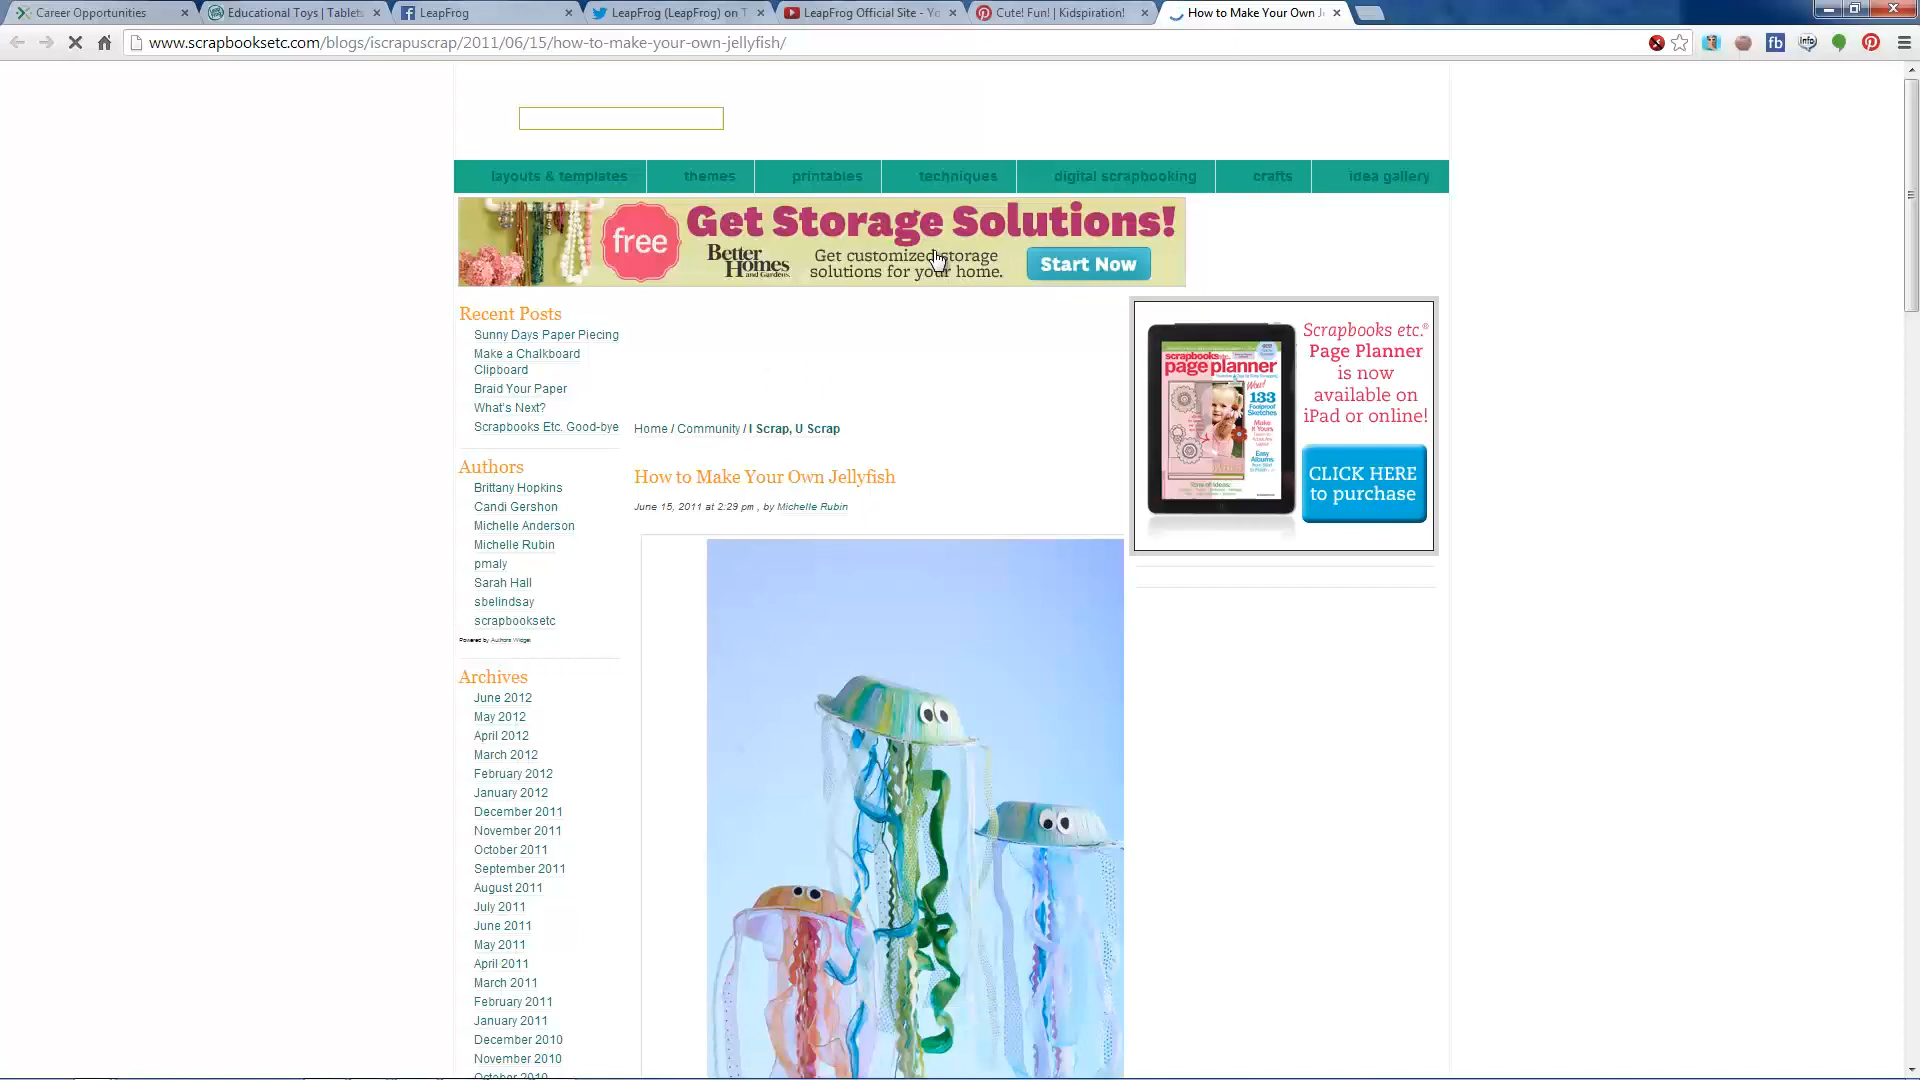 Career Opportunities
Educational Toys | Tablets
LeapFrog
LeapFrog (LeapFrog) on T
LeapFrog Official Site - Yo
Cute! Fun! | Kidspiration!
How to Make Your Own J
www.scrapbooksetc.com/blogs/iscrapuscrap/2011/06/15/how-to-make-your-own-jellyfish/
layouts & templates
themes
printables
techniques
digital scrapbooking
crafts
idea gallery
free
Get Storage Solutions!
Better Homes and Gardens
Get customized storage
solutions for your home.
Start Now
Recent Posts
Sunny Days Paper Piecing
Make a Chalkboard
Clipboard
Braid Your Paper
What's Next?
Scrapbooks Etc. Good-bye
Authors
Brittany Hopkins
Candi Gershon
Michelle Anderson
Michelle Rubin
pmaly
Sarah Hall
sbelindsay
scrapbooksetc
Powered by Authors Widget
Archives
June 2012
May 2012
April 2012
March 2012
February 2012
January 2012
December 2011
November 2011
October 2011
September 2011
August 2011
July 2011
June 2011
May 2011
April 2011
March 2011
February 2011
January 2011
December 2010
November 2010
October 2010
Home / Community / I Scrap, U Scrap
How to Make Your Own Jellyfish
June 15, 2011 at 2:29 pm , by Michelle Rubin
page planner
133
Foolproof
Sketches
Scrapbooks etc.®
Page Planner
is now
available on
iPad or online!
CLICK HERE
to purchase